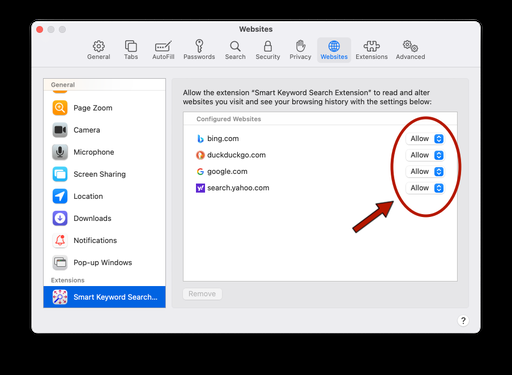 Websites
General
Tabs
AutoFill
Passwords
Search
Security
Privacy
Websites
Extensions
Advanced
General
Page Zoom
Camera
Microphone
Screen Sharing
Location
Downloads
Notifications
Pop-up Windows
Extensions
Smart Keyword Search...
Allow the extension "Smart Keyword Search Extension" to read and alter
websites you visit and see your browsing history with the settings below:
Configured Websites
bing.com Allow
duckduckgo.com Allow
google.com Allow
search.yahoo.com Allow
Remove
?